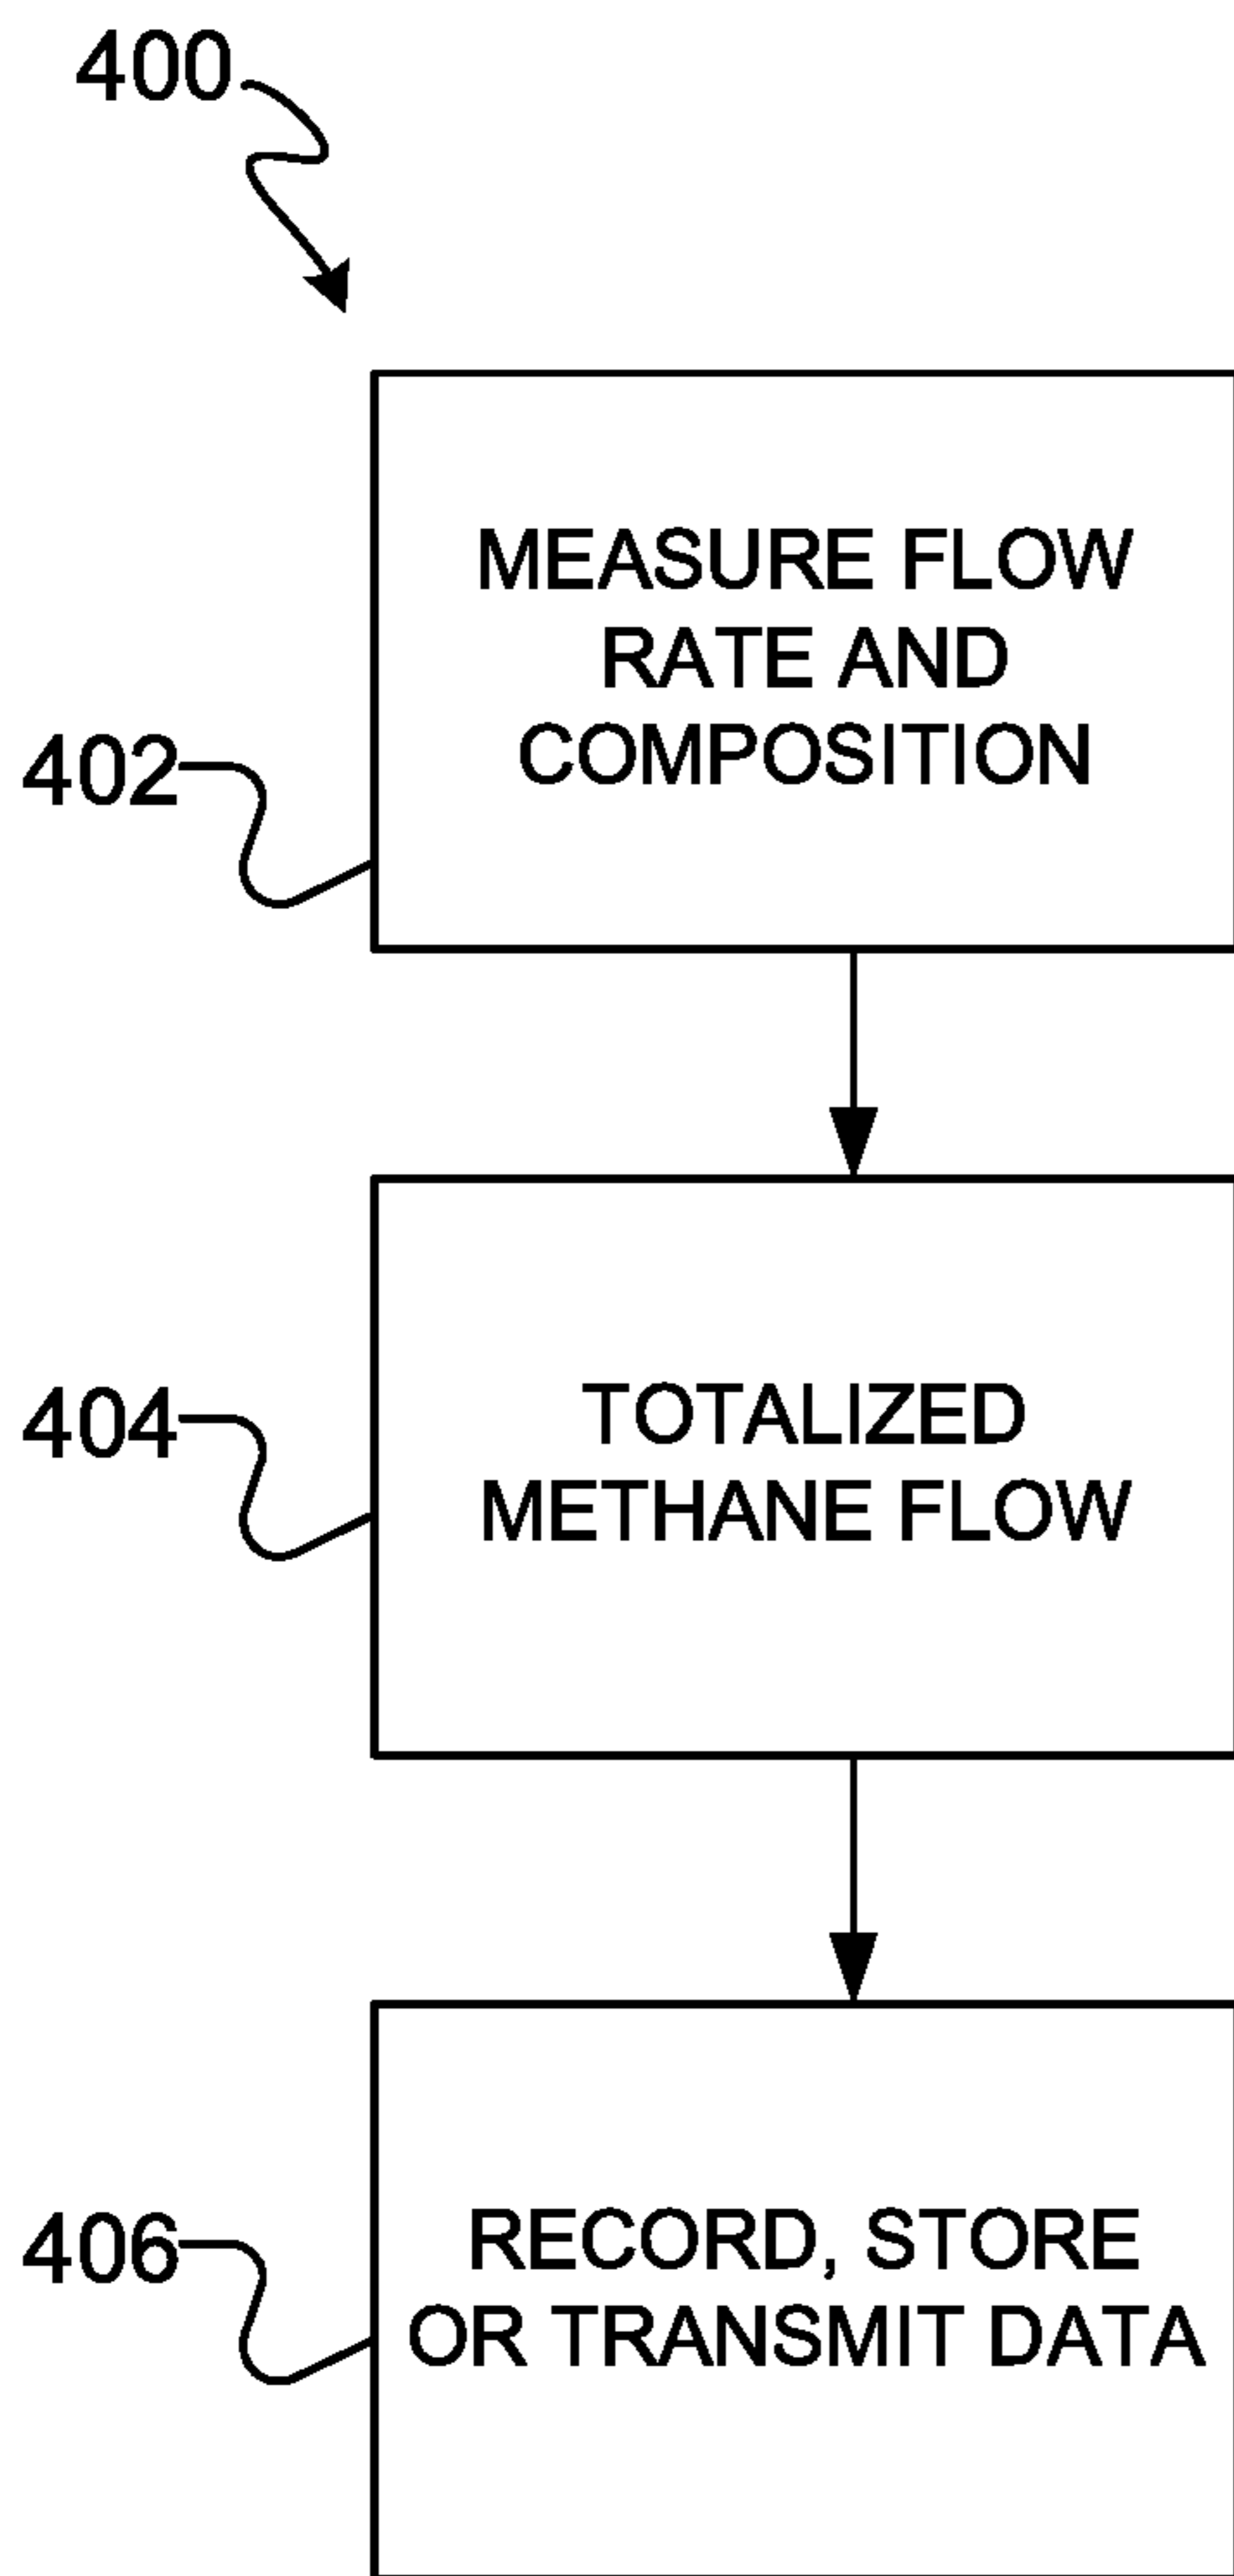 400
MEASURE FLOW
RATE AND
COMPOSITION
402
TOTALIZED
METHANE FLOW
404
RECORD, STORE
OR TRANSMIT DATA
406